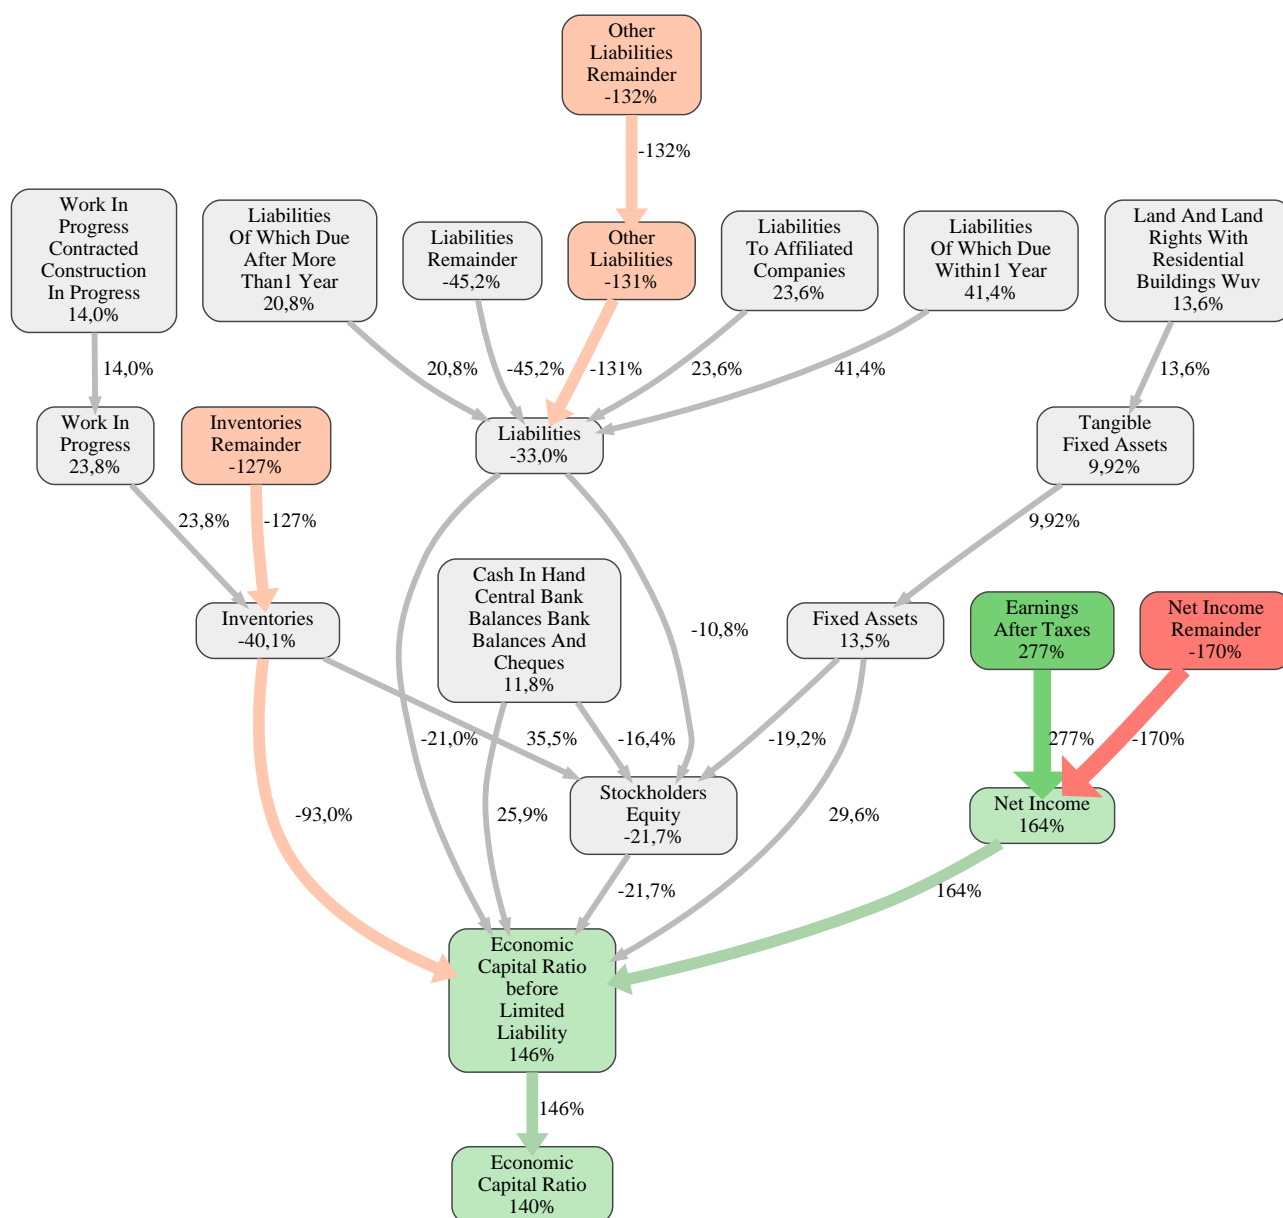 Other
Liabilities
Remainder
-132%
-132%
Work In
Progress
Contracted
Construction
In Progress
14,0%
Liabilities
Of Which Due
After More
Than1 Year
20,8%
Liabilities
Remainder
-45,2%
Other
Liabilities
-131%
Liabilities
To Affiliated
Companies
23,6%
Liabilities
Of Which Due
Within1 Year
41,4%
Land And Land
Rights With
Residential
Buildings Wuv
13,6%
14,0%
20,8%
-45,2%
-131%
23,6%
41,4%
13,6%
Work In
Progress
23,8%
Inventories
Remainder
-127%
Liabilities
-33,0%
Tangible
Fixed Assets
9,92%
23,8%
-127%
9,92%
Inventories
-40,1%
Cash In Hand
Central Bank
Balances Bank
Balances And
Cheques
11,8%
-10,8%
Fixed Assets
13,5%
Earnings
After Taxes
277%
Net Income
Remainder
-170%
-21,0%
35,5%
-16,4%
-19,2%
277%
-170%
-93,0%
25,9%
Stockholders
Equity
-21,7%
29,6%
Net Income
164%
-21,7%
164%
Economic
Capital Ratio
before
Limited
Liability
146%
146%
Economic
Capital Ratio
140%